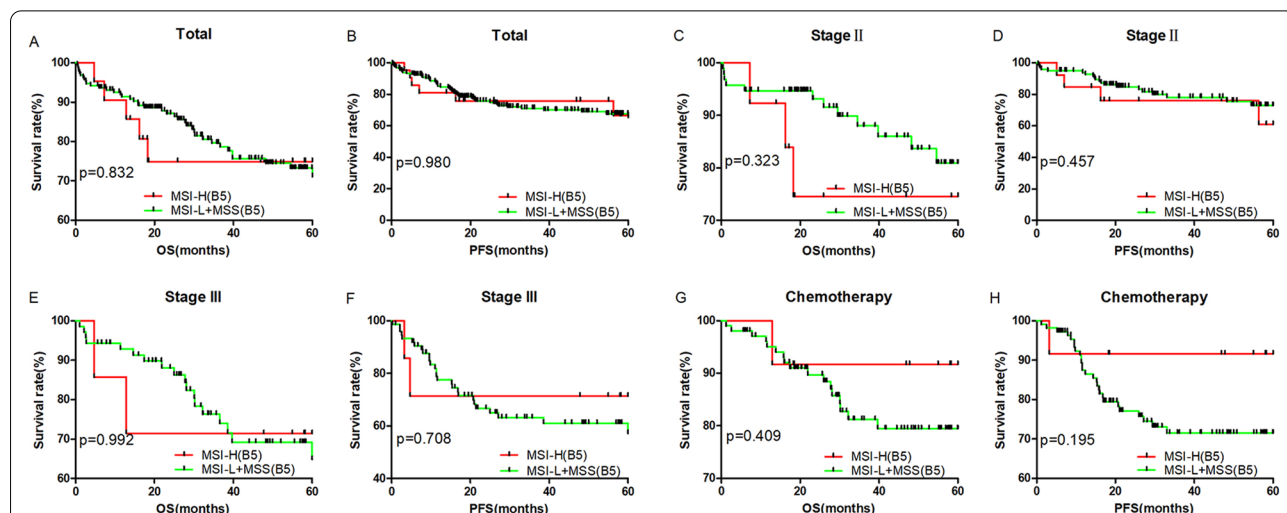 A
Total
Survival rate(%)
100
90
80
70
60
p=0.832
MSI-H(B5)
MSI-L+MSS(B5)
0
20
40
60
OS(months)
B
Total
Survival rate(%)
100
80
60
40
20
0
p=0.980
MSI-H(B5)
MSI-L+MSS(B5)
0
20
40
60
PFS(months)
C
Stage II
Survival rate(%)
100
90
80
70
p=0.323
MSI-H(B5)
MSI-L+MSS(B5)
0
20
40
60
OS(months)
D
Stage II
Survival rate(%)
100
80
60
40
20
0
p=0.457
MSI-H(B5)
MSI-L+MSS(B5)
0
20
40
60
PFS(months)
E
Stage III
Survival rate(%)
100
90
80
70
60
p=0.992
MSI-H(B5)
MSI-L+MSS(B5)
0
20
40
60
OS(months)
F
Stage III
Survival rate(%)
100
80
60
40
p=0.708
MSI-H(B5)
MSI-L+MSS(B5)
0
20
40
60
PFS(months)
G
Chemotherapy
Survival rate(%)
100
90
80
70
p=0.409
MSI-H(B5)
MSI-L+MSS(B5)
0
20
40
60
OS(months)
H
Chemotherapy
Survival rate(%)
100
90
80
70
60
p=0.195
MSI-H(B5)
MSI-L+MSS(B5)
0
20
40
60
PFS(months)